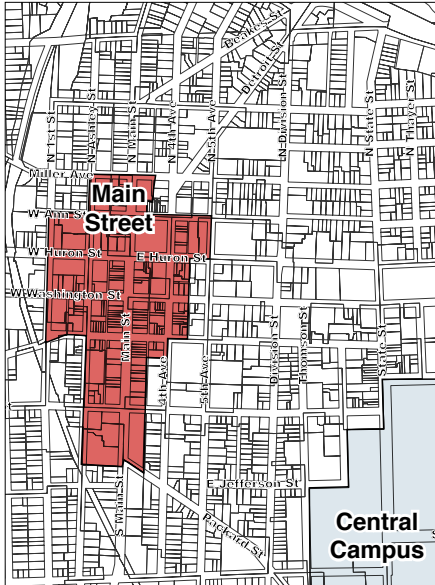 Beakes St
Detroit St
N 1st St
N Ashley St
N Main St
N 4th Ave
N 5th Ave
N Division St
N State St
N Thayer St
Miller Ave
Main
Street
W Ann St
W Huron St
E Huron St
W Washington St
Main St
4th Ave
5th Ave
Division St
Thompson St
State St
E Jefferson St
S Main St
Packard St
Central
Campus